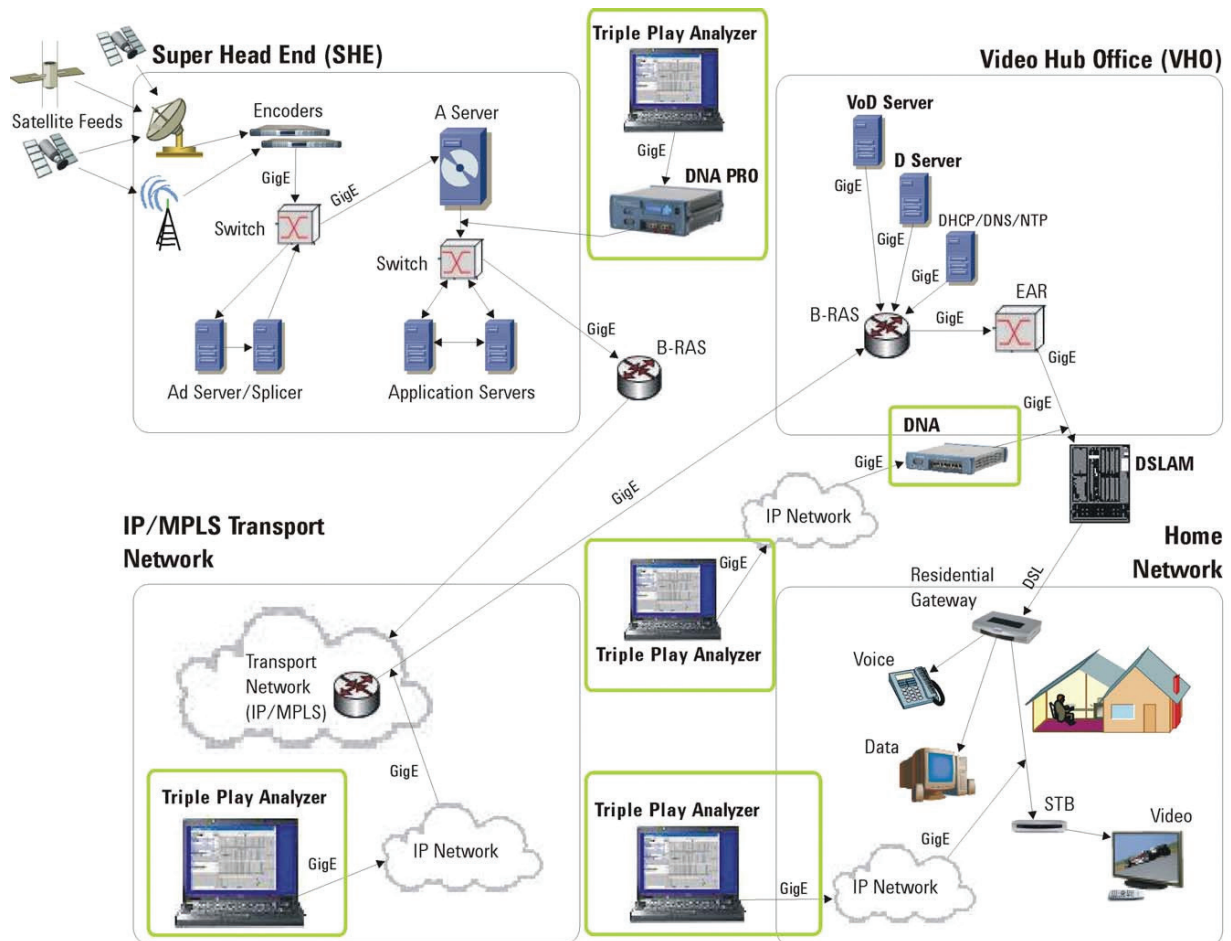 Super Head End (SHE)
Satellite Feeds
Encoders
GigE
Switch
GigE
A Server
Switch
Ad Server/Splicer
Application Servers
GigE
B-RAS
Triple Play Analyzer
GigE
DNA PRO
Video Hub Office (VHO)
VoD Server
GigE
D Server
GigE
DHCP/DNS/NTP
GigE
B-RAS
GigE
EAR
GigE
GigE
DNA
GigE
DSLAM
IP Network
GigE
GigE
Triple Play Analyzer
IP/MPLS Transport
Network
Transport
Network
(IP/MPLS)
GigE
Triple Play Analyzer
GigE
IP Network
Home
Network
DSL
Residential
Gateway
Voice
Data
STB
Video
Triple Play Analyzer
GigE
IP Network
GigE